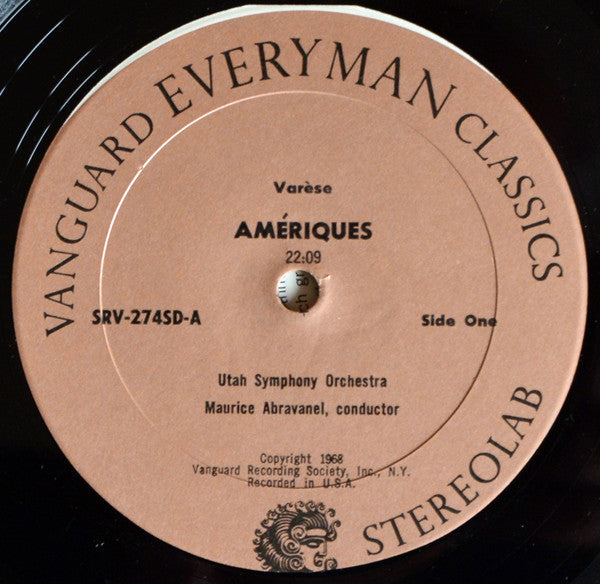 VANGUARD EVERYMAN CLASSICS
Varèse
AMÉRIQUES
22:09
SRV-274SD-A
Side One
Utah Symphony Orchestra
Maurice Abravanel, conductor
Copyright 1968
Vanguard Recording Society, Inc., N.Y.
Recorded in U.S.A.
STEREOLAB